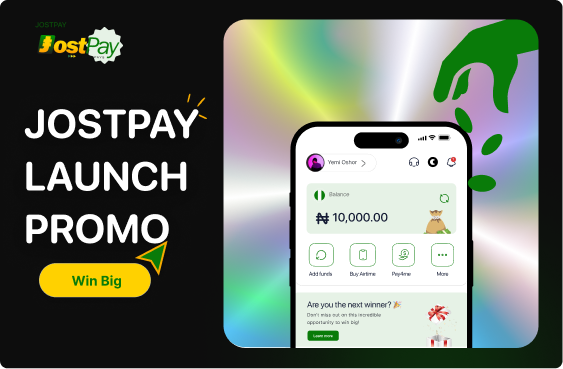 JOSTPAY
JostPay
JOSTPAY
LAUNCH
PROMO
Win Big
Yemi Oshor
Balance
₦ 10,000.00
Add funds
Buy Airtime
Pay4me
More
Are you the next winner? 🎉
Don't miss out on this incredible
opportunity to win big!
Learn more